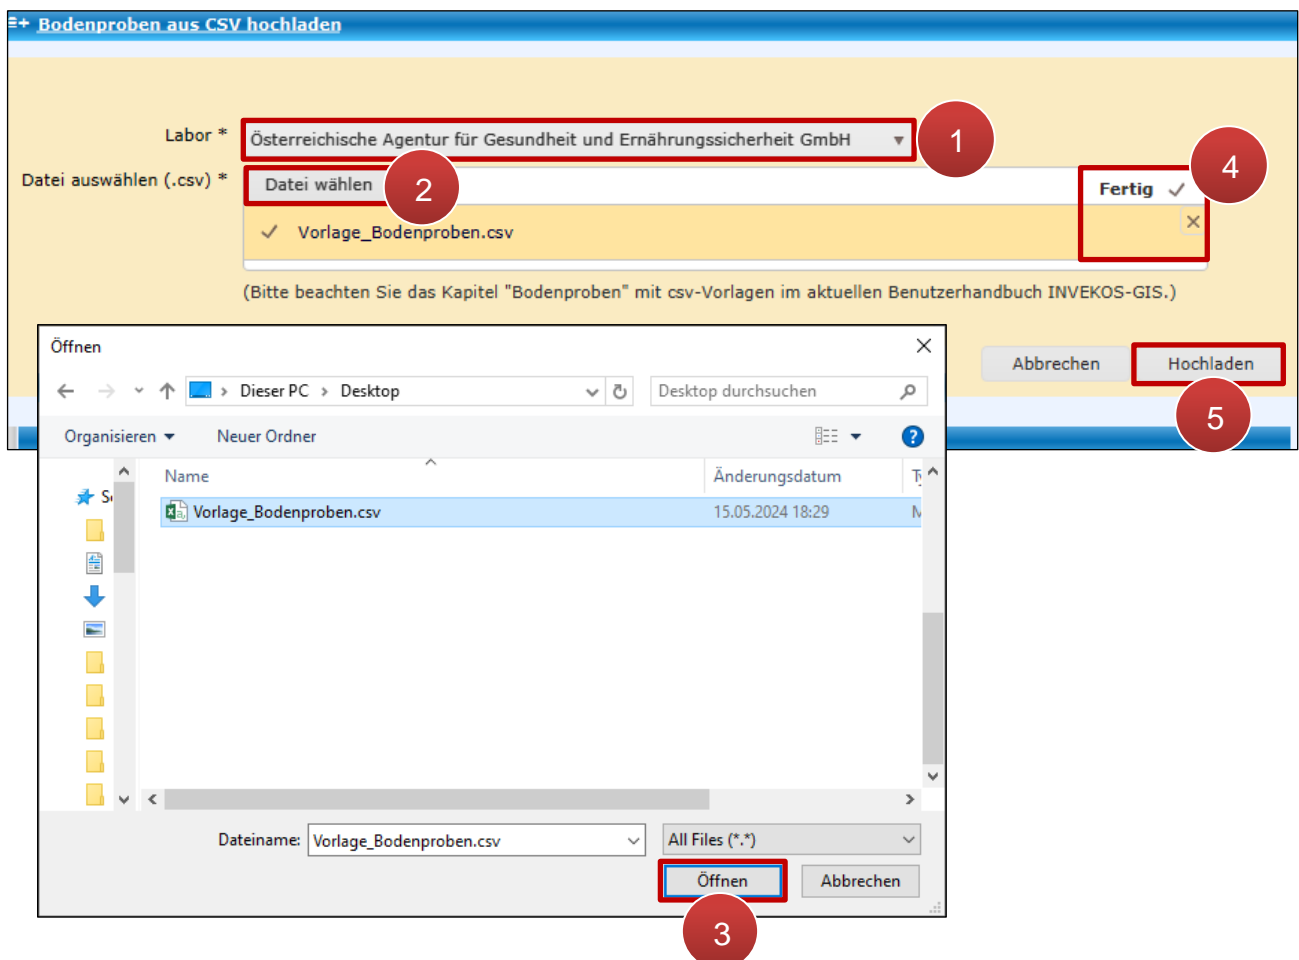 Bodenproben aus CSV hochladen
Labor *
Österreichische Agentur für Gesundheit und Ernährungssicherheit GmbH
1
Datei auswählen (.csv) *
Datei wählen
2
Fertig
4
Vorlage_Bodenproben.csv
(Bitte beachten Sie das Kapitel "Bodenproben" mit csv-Vorlagen im aktuellen Benutzerhandbuch INVEKOS-GIS.)
Abbrechen
Hochladen
5
Öffnen
Dieser PC > Desktop
Desktop durchsuchen
Organisieren
Neuer Ordner
?
Name
Änderungsdatum
Vorlage_Bodenproben.csv
15.05.2024 18:29
Dateiname:
Vorlage_Bodenproben.csv
All Files (*.*)
Öffnen
Abbrechen
3